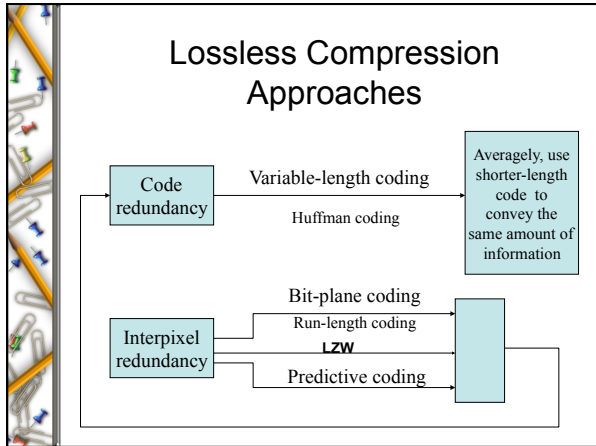 Lossless Compression
Approaches
Code
redundancy
Variable-length coding
Huffman coding
Averagely, use
shorter-length
code to
convey the
same amount of
information
Interpixel
redundancy
Bit-plane coding
Run-length coding
LZW
Predictive coding